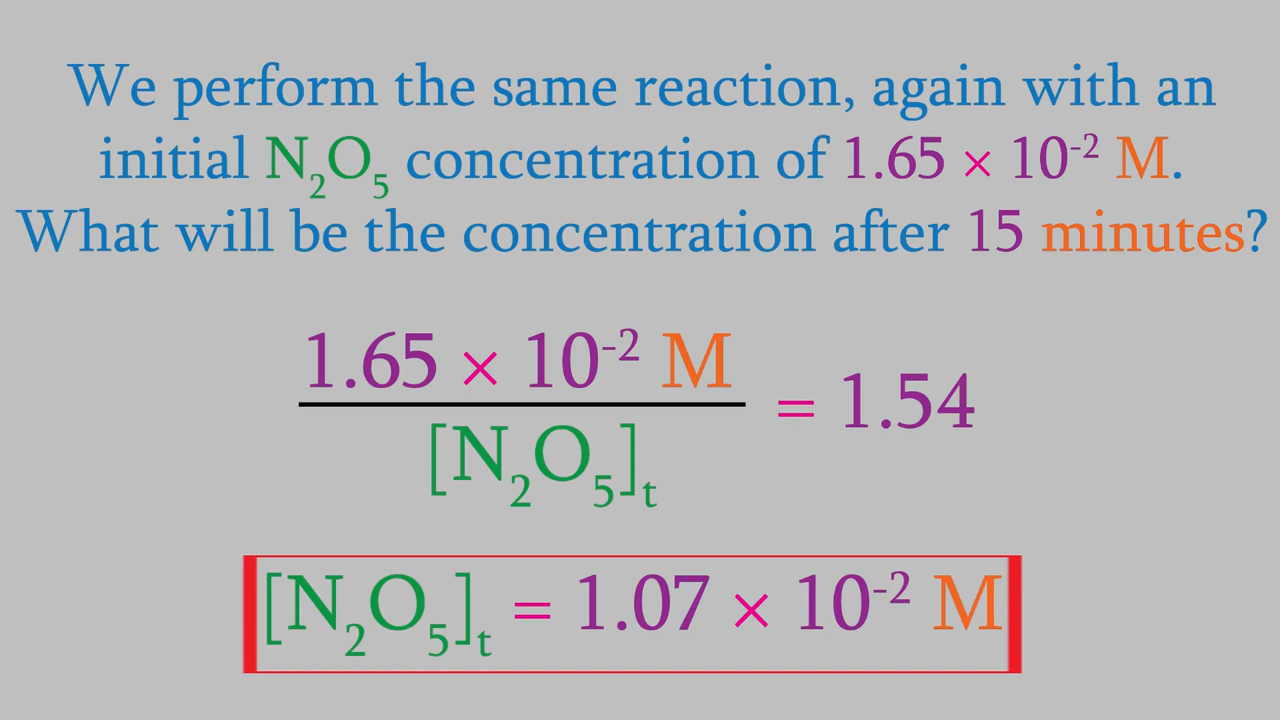 We perform the same reaction, again with an
initial N₂O₅ concentration of 1.65 × 10⁻² M.
What will be the concentration after 15 minutes?
1.65 × 10⁻² M
[N₂O₅]ₜ
= 1.54
[N₂O₅]ₜ = 1.07 × 10⁻² M